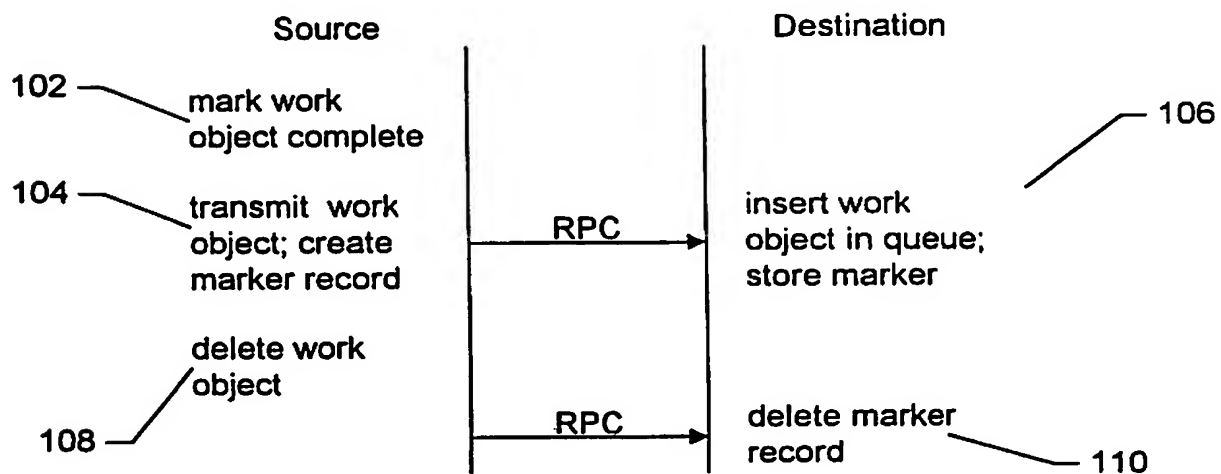 Source
Destination
102
mark work
object complete
106
104
transmit work
object; create
marker record
RPC
insert work
object in queue;
store marker
delete work
object
108
RPC
delete marker
record
110